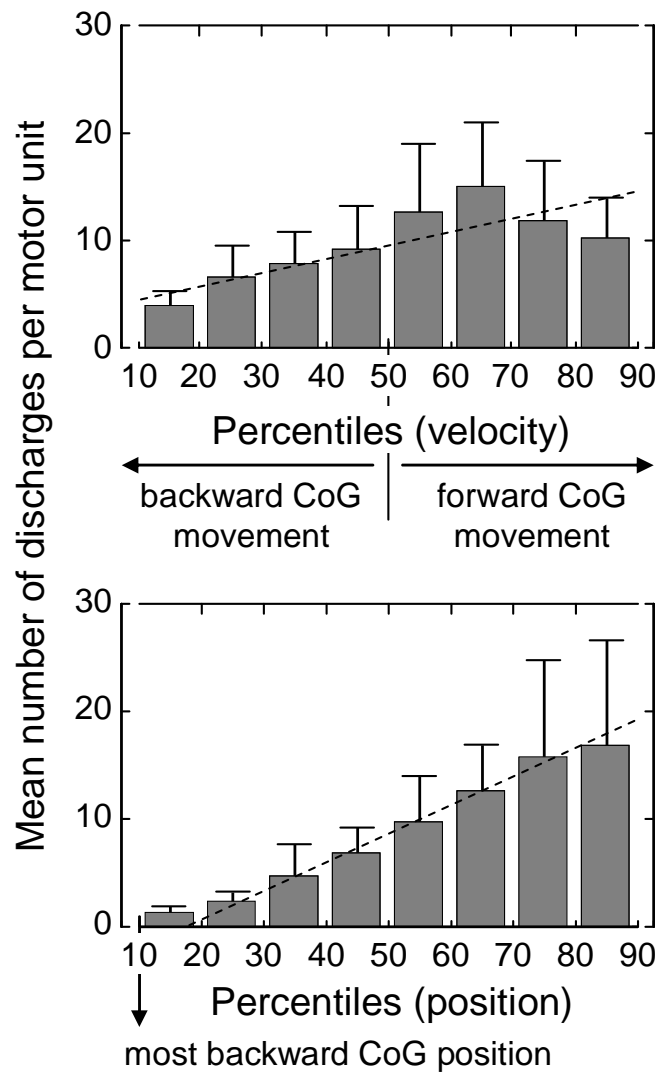 Mean number of discharges per motor unit
30
20
10
0
10 20 30 40 50 60 70 80 90
Percentiles (velocity)
backward CoG movement
forward CoG movement
30
20
10
0
10 20 30 40 50 60 70 80 90
Percentiles (position)
most backward CoG position